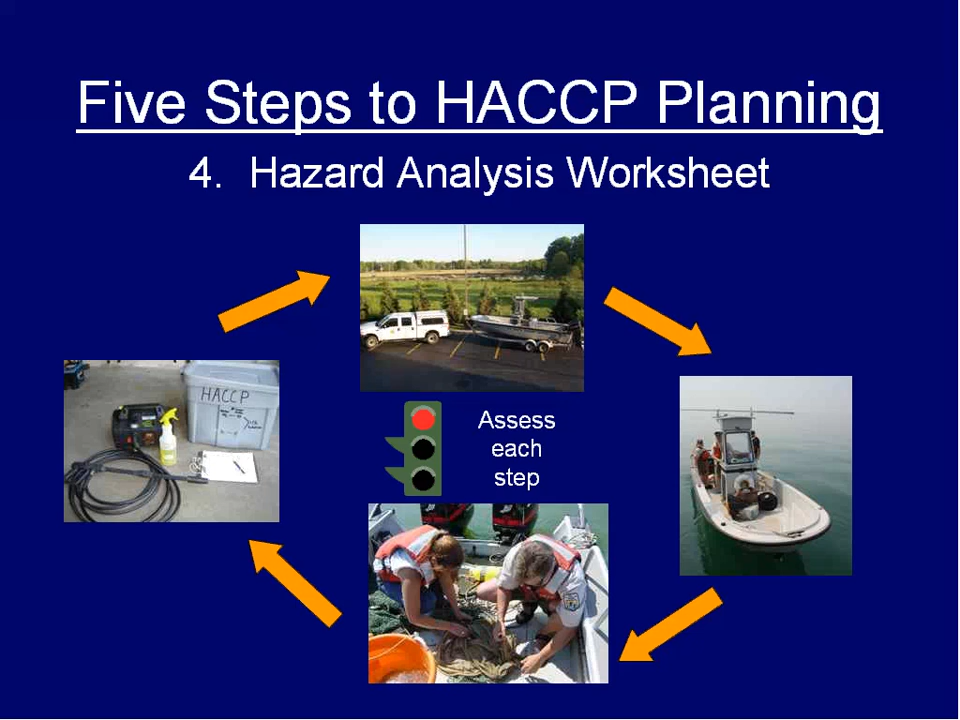 Five Steps to HACCP Planning
4. Hazard Analysis Worksheet
HACCP
Assess
each
step